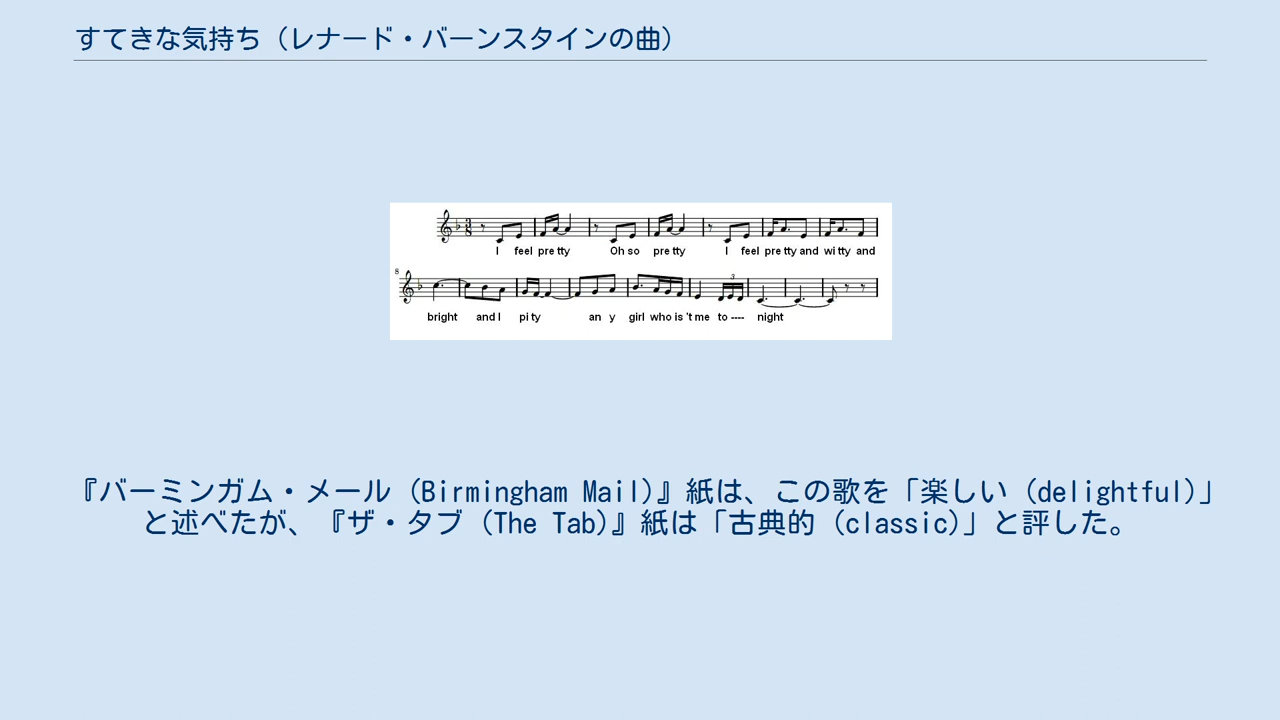 すてきな気持ち（レナード・バーンスタインの曲）
3
8
I feel pre tty Oh so pre tty I feel pre tty and wi tty and
8
3
bright and I pi ty an y girl who is 't me to ---- night
『バーミンガム・メール（Birmingham Mail）』紙は、この歌を「楽しい（delightful）」
と述べたが、『ザ・タブ（The Tab）』紙は「古典的（classic）」と評した。